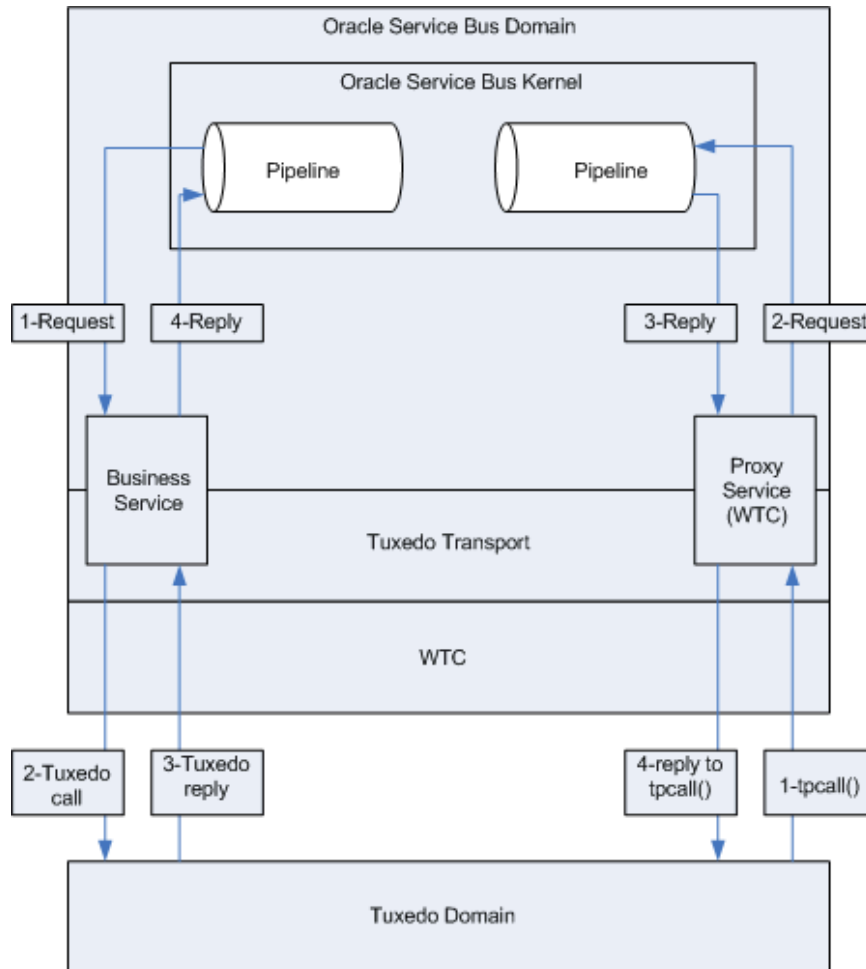 Oracle Service Bus Domain
Oracle Service Bus Kernel
Pipeline
Pipeline
1-Request
4-Reply
3-Reply
2-Request
Business
Service
Proxy
Service
(WTC)
Tuxedo Transport
WTC
2-Tuxedo
call
3-Tuxedo
reply
4-reply to
tpcall()
1-tpcall()
Tuxedo Domain